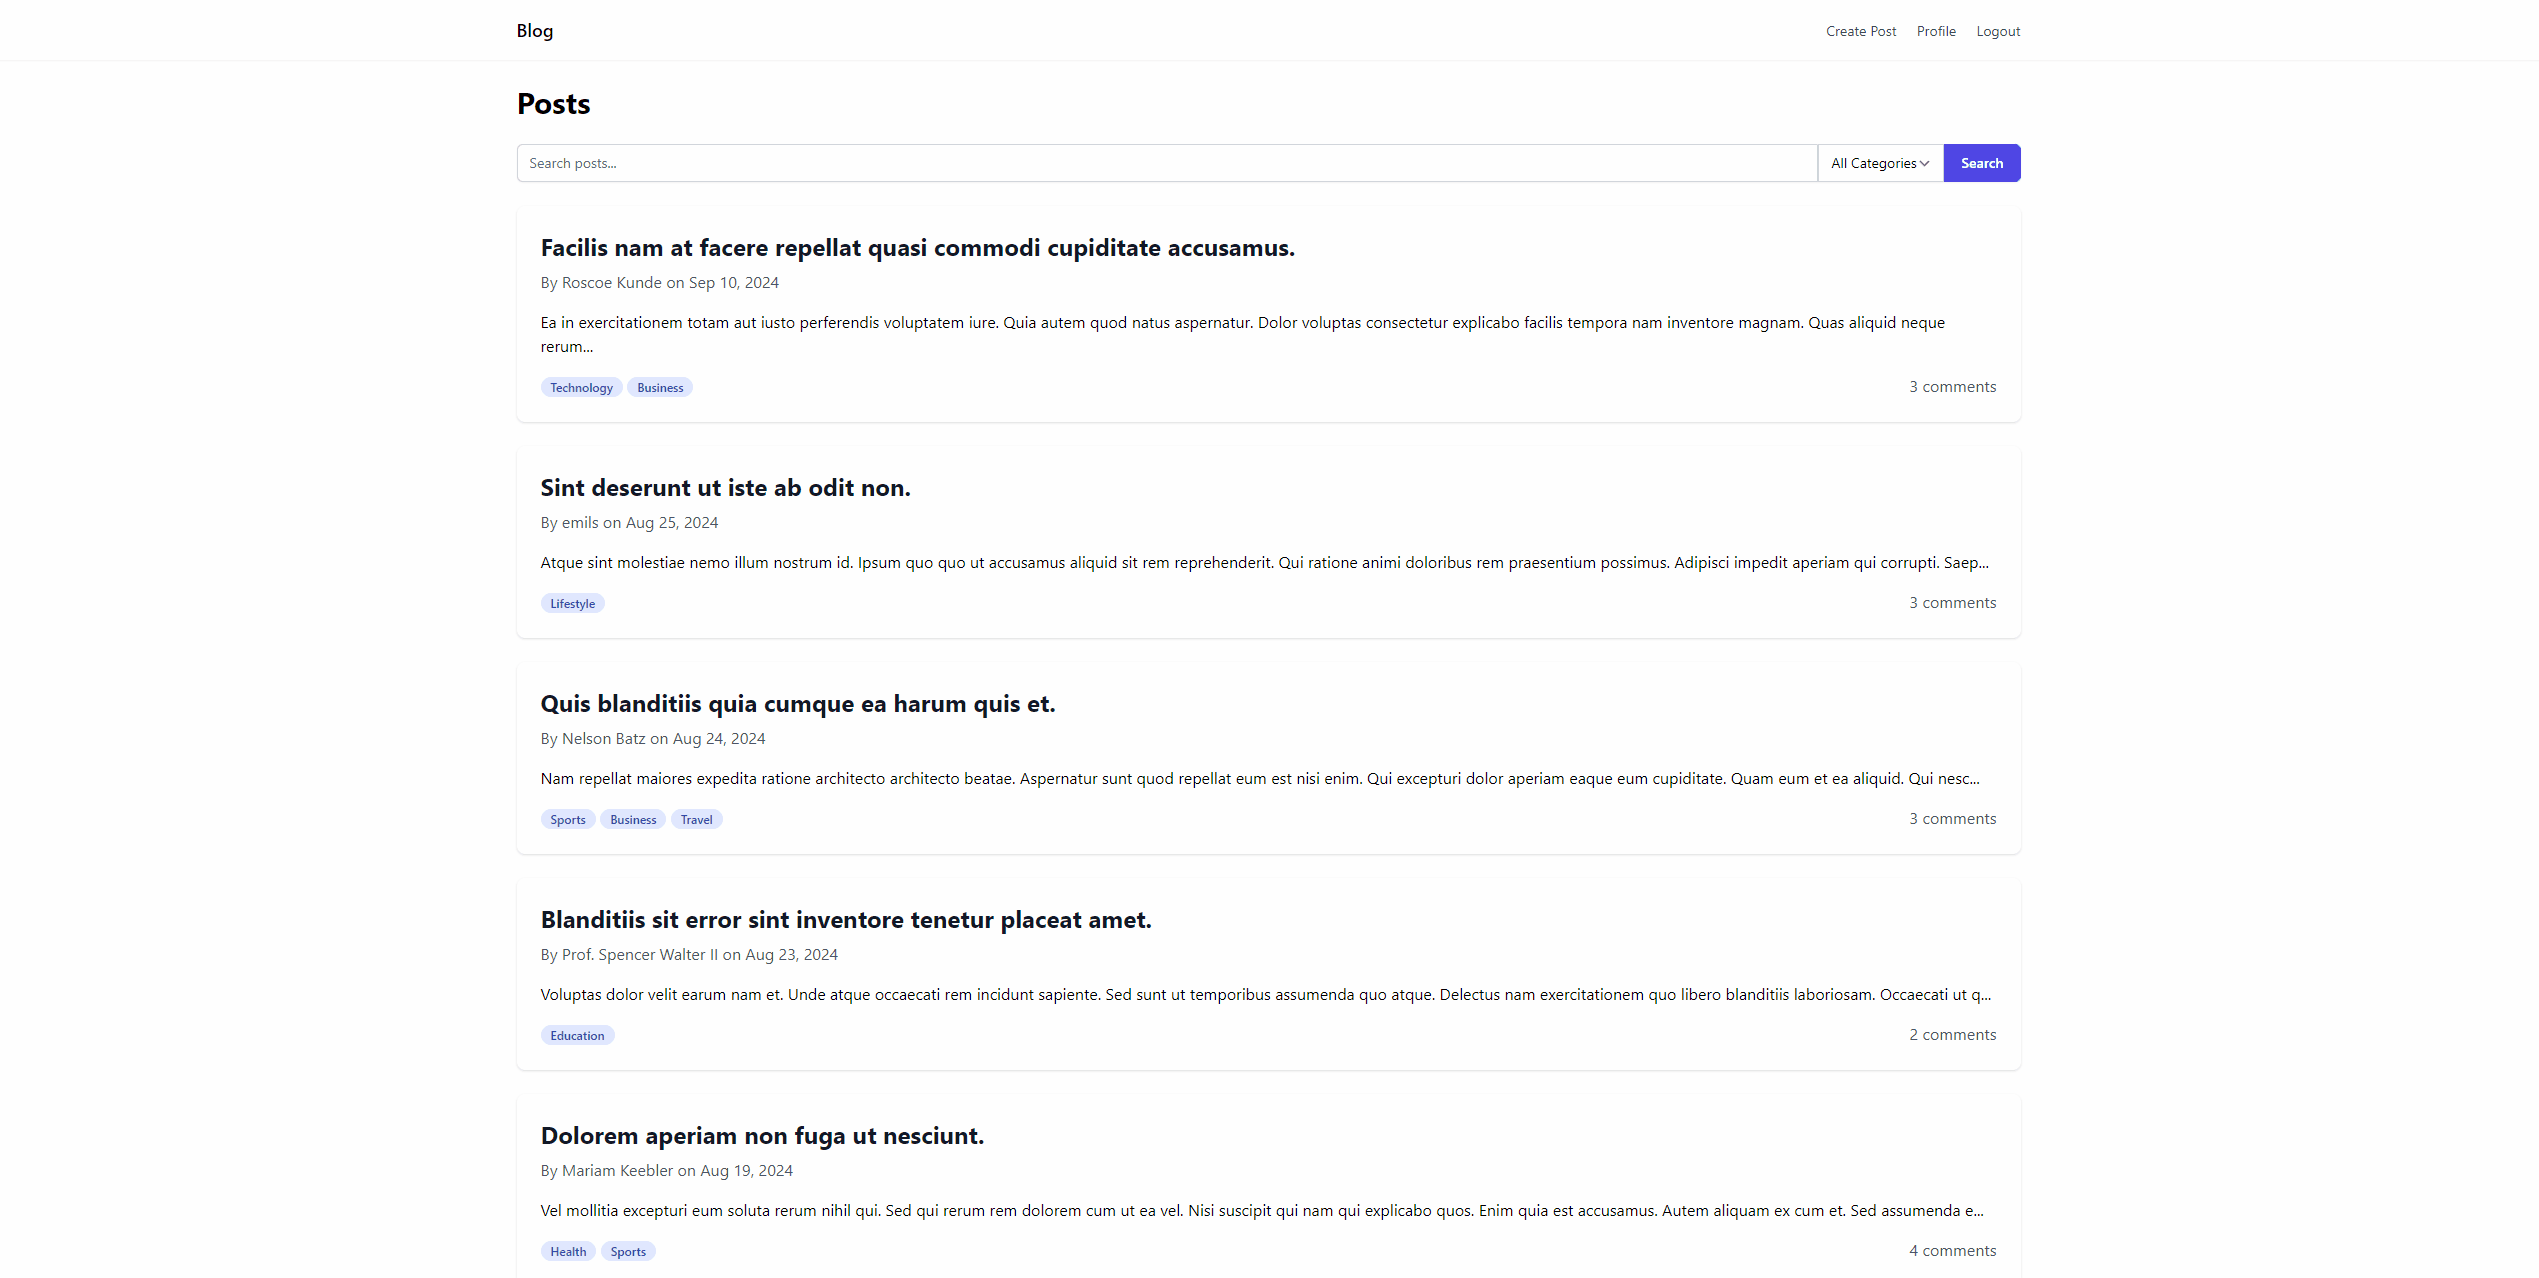 Blog
Create Post Profile Logout
Posts
Search posts... All Categories Search
Facilis nam at facere repellat quasi commodi cupiditate accusamus.
By Roscoe Kunde on Sep 10, 2024
Ea in exercitationem totam aut iusto perferendis voluptatem iure. Quia autem quod natus aspernatur. Dolor voluptas consectetur explicabo facilis tempora nam inventore magnam. Quas aliquid neque
rerum...
Technology Business
3 comments
Sint deserunt ut iste ab odit non.
By emils on Aug 25, 2024
Atque sint molestiae nemo illum nostrum id. Ipsum quo quo ut accusamus aliquid sit rem reprehenderit. Qui ratione animi doloribus rem praesentium possimus. Adipisci impedit aperiam qui corrupti. Saep...
Lifestyle
3 comments
Quis blanditiis quia cumque ea harum quis et.
By Nelson Batz on Aug 24, 2024
Nam repellat maiores expedita ratione architecto architecto beatae. Aspernatur sunt quod repellat eum est nisi enim. Qui excepturi dolor aperiam eaque eum cupiditate. Quam eum et ea aliquid. Qui nesc...
Sports Business Travel
3 comments
Blanditiis sit error sint inventore tenetur placeat amet.
By Prof. Spencer Walter II on Aug 23, 2024
Voluptas dolor velit earum nam et. Unde atque occaecati rem incidunt sapiente. Sed sunt ut temporibus assumenda quo atque. Delectus nam exercitationem quo libero blanditiis laboriosam. Occaecati ut q...
Education
2 comments
Dolorem aperiam non fuga ut nesciunt.
By Mariam Keebler on Aug 19, 2024
Vel mollitia excepturi eum soluta rerum nihil qui. Sed qui rerum rem dolorem cum ut ea vel. Nisi suscipit qui nam qui explicabo quos. Enim quia est accusamus. Autem aliquam ex cum et. Sed assumenda e...
Health Sports
4 comments